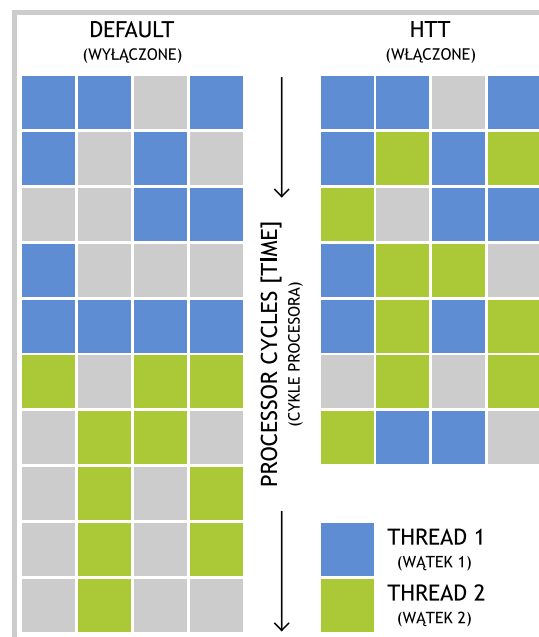 DEFAULT
(WYŁĄCZONE)
HTT
(WŁĄCZONE)
PROCESSOR CYCLES [TIME]
(CYKLE PROCESORA)
THREAD 1
(WĄTEK 1)
THREAD 2
(WĄTEK 2)